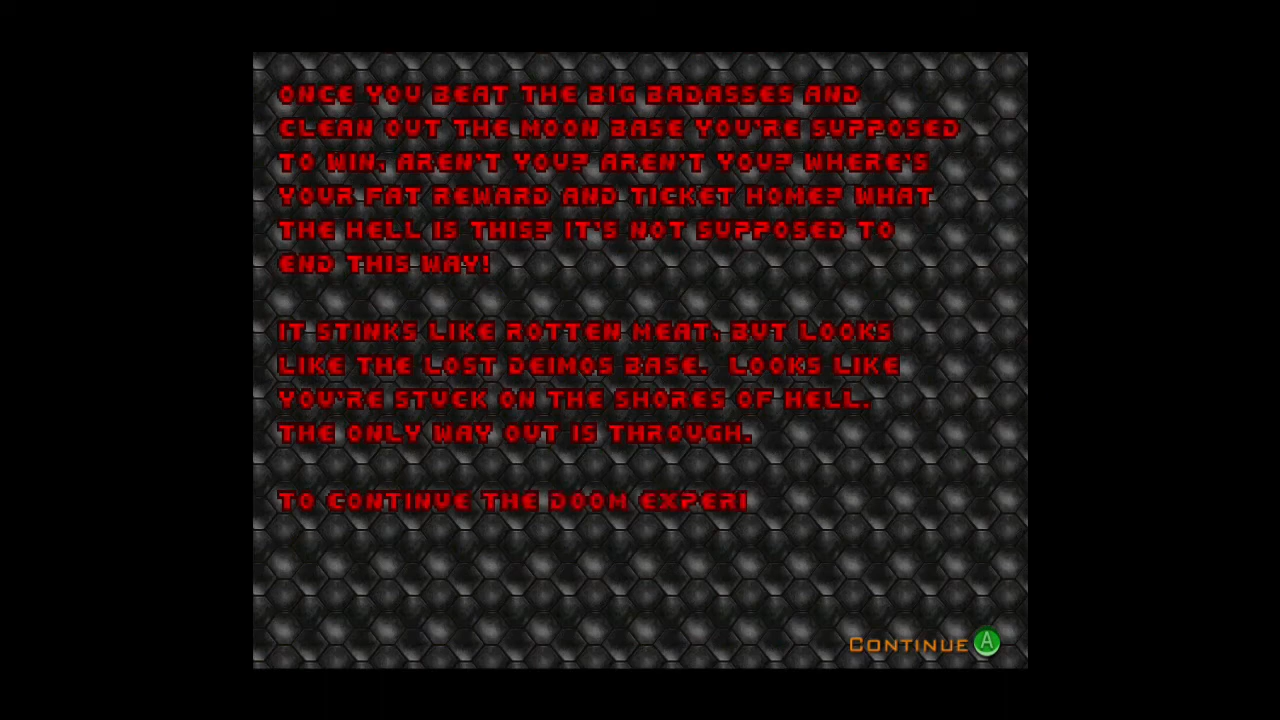 ONCE YOU BEAT THE BIG BADASSES AND
CLEAN OUT THE MOON BASE YOU'RE SUPPOSED
TO WIN, AREN'T YOU? AREN'T YOU? WHERE'S
YOUR FAT REWARD AND TICKET HOME? WHAT
THE HELL IS THIS? IT'S NOT SUPPOSED TO
END THIS WAY!
IT STINKS LIKE ROTTEN MEAT, BUT LOOKS
LIKE THE LOST DEIMOS BASE. LOOKS LIKE
YOU'RE STUCK ON THE SHORES OF HELL.
THE ONLY WAY OUT IS THROUGH.
TO CONTINUE THE DOOM EXPERI
CONTINUE A